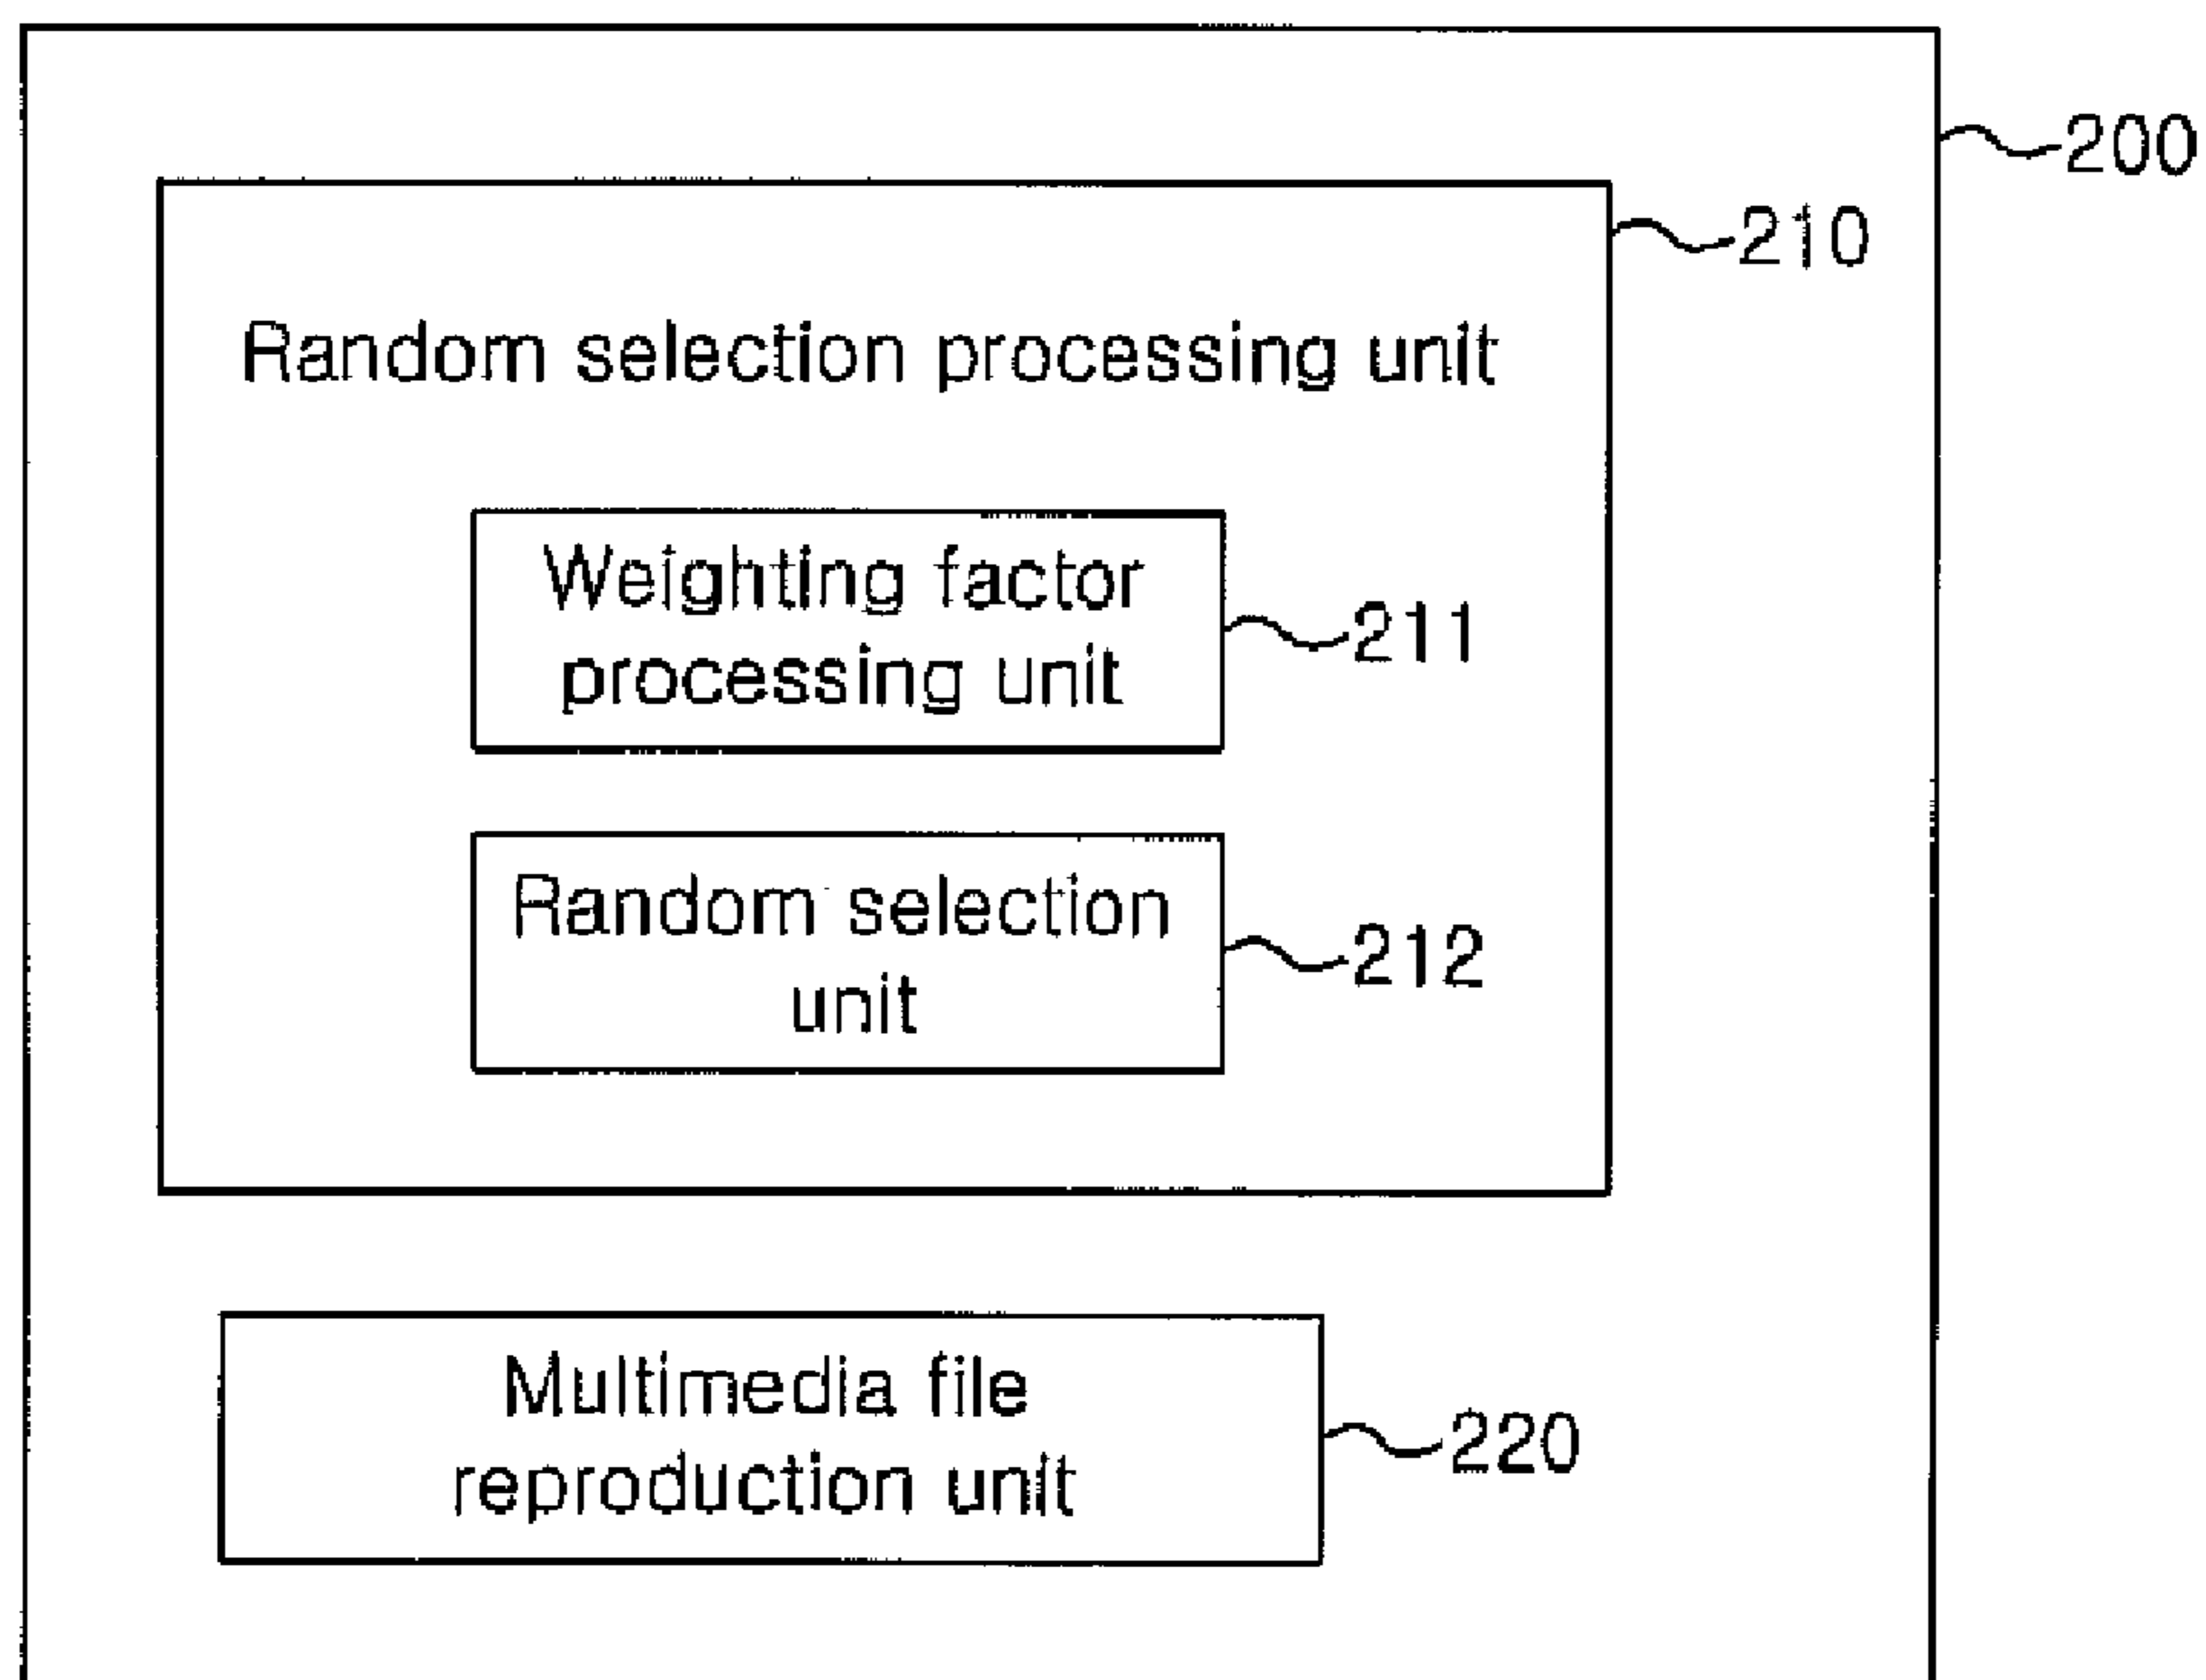 200
210
Random selection processing unit
Weighting factor
processing unit
211
Random selection
unit
212
Multimedia file
reproduction unit
220